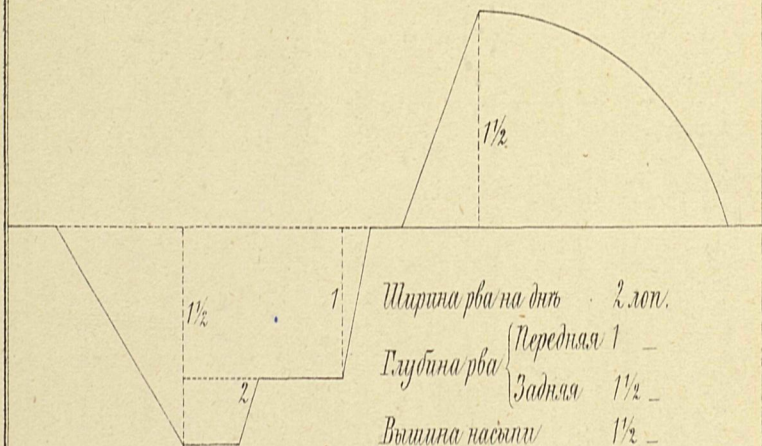 1½
1½
1
2
Ширина рва на днѣ 2 лоп.
Глубина рва { Передняя 1 _
Задняя 1½ _
Вышина насыпи 1½ _